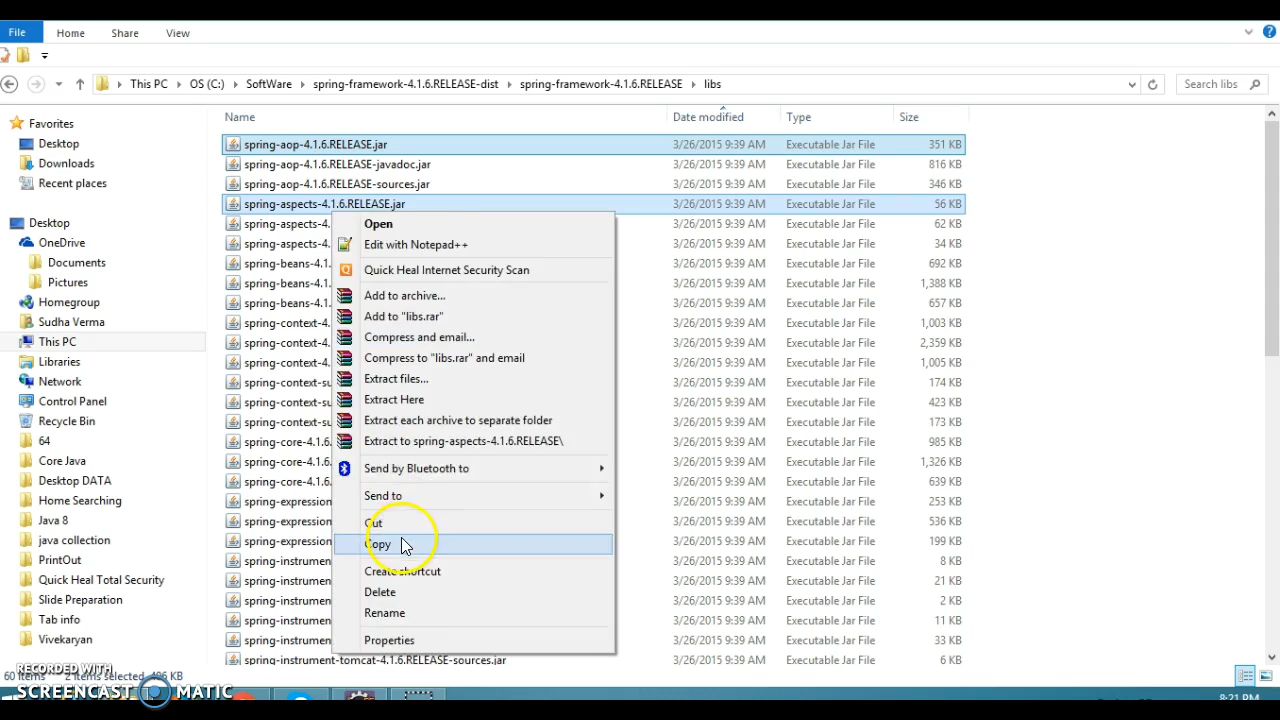 File Home Share View
This PC OS (C:) SoftWare spring-framework-4.1.6.RELEASE-dist spring-framework-4.1.6.RELEASE libs Search libs
Name Date modified Type Size
Favorites
Desktop
Downloads
Recent places
Desktop
OneDrive
Documents
Pictures
Homegroup
Sudha Verma
This PC
Libraries
Network
Control Panel
Recycle Bin
64
Core Java
Desktop DATA
Home Searching
Java 8
java collection
PrintOut
Quick Heal Total Security
Slide Preparation
Tab info
Vivekaryan
spring-aop-4.1.6.RELEASE.jar 3/26/2015 9:39 AM Executable Jar File 351 KB
spring-aop-4.1.6.RELEASE-javadoc.jar 3/26/2015 9:39 AM Executable Jar File 816 KB
spring-aop-4.1.6.RELEASE-sources.jar 3/26/2015 9:39 AM Executable Jar File 346 KB
spring-aspects-4.1.6.RELEASE.jar 3/26/2015 9:39 AM Executable Jar File 56 KB
spring-aspects-4. 3/26/2015 9:39 AM Executable Jar File 62 KB
spring-aspects-4. 3/26/2015 9:39 AM Executable Jar File 34 KB
spring-beans-4.1. 3/26/2015 9:39 AM Executable Jar File 692 KB
spring-beans-4.1. 3/26/2015 9:39 AM Executable Jar File 1,388 KB
spring-beans-4.1. 3/26/2015 9:39 AM Executable Jar File 657 KB
spring-context-4. 3/26/2015 9:39 AM Executable Jar File 1,003 KB
spring-context-4. 3/26/2015 9:39 AM Executable Jar File 2,359 KB
spring-context-4. 3/26/2015 9:39 AM Executable Jar File 1,005 KB
spring-context-su 3/26/2015 9:39 AM Executable Jar File 174 KB
spring-context-su 3/26/2015 9:39 AM Executable Jar File 423 KB
spring-context-su 3/26/2015 9:39 AM Executable Jar File 173 KB
spring-core-4.1.6. 3/26/2015 9:39 AM Executable Jar File 985 KB
spring-core-4.1.6. 3/26/2015 9:39 AM Executable Jar File 1,326 KB
spring-core-4.1.6. 3/26/2015 9:39 AM Executable Jar File 639 KB
spring-expression 3/26/2015 9:39 AM Executable Jar File 253 KB
spring-expression 3/26/2015 9:39 AM Executable Jar File 536 KB
spring-expression 3/26/2015 9:39 AM Executable Jar File 199 KB
spring-instrument 3/26/2015 9:39 AM Executable Jar File 8 KB
spring-instrument 3/26/2015 9:39 AM Executable Jar File 21 KB
spring-instrument 3/26/2015 9:39 AM Executable Jar File 2 KB
spring-instrument 3/26/2015 9:39 AM Executable Jar File 11 KB
spring-instrument 3/26/2015 9:39 AM Executable Jar File 33 KB
spring-instrument-tomcat-4.1.6.RELEASE-sources.jar 3/26/2015 9:39 AM Executable Jar File 6 KB
Open
Edit with Notepad++
Quick Heal Internet Security Scan
Add to archive...
Add to "libs.rar"
Compress and email...
Compress to "libs.rar" and email
Extract files...
Extract Here
Extract each archive to separate folder
Extract to spring-aspects-4.1.6.RELEASE\
Send by Bluetooth to
Send to
Cut
Copy
Create shortcut
Delete
Rename
Properties
60 items 2 items selected, 406 KB
RECORDED WITH
SCREENCAST MATIC
8:21 PM